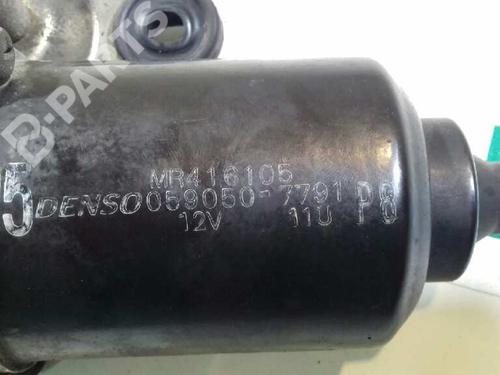 B-PARTS
MR416105
5 DENSO 059050-7791
12V 11U P8